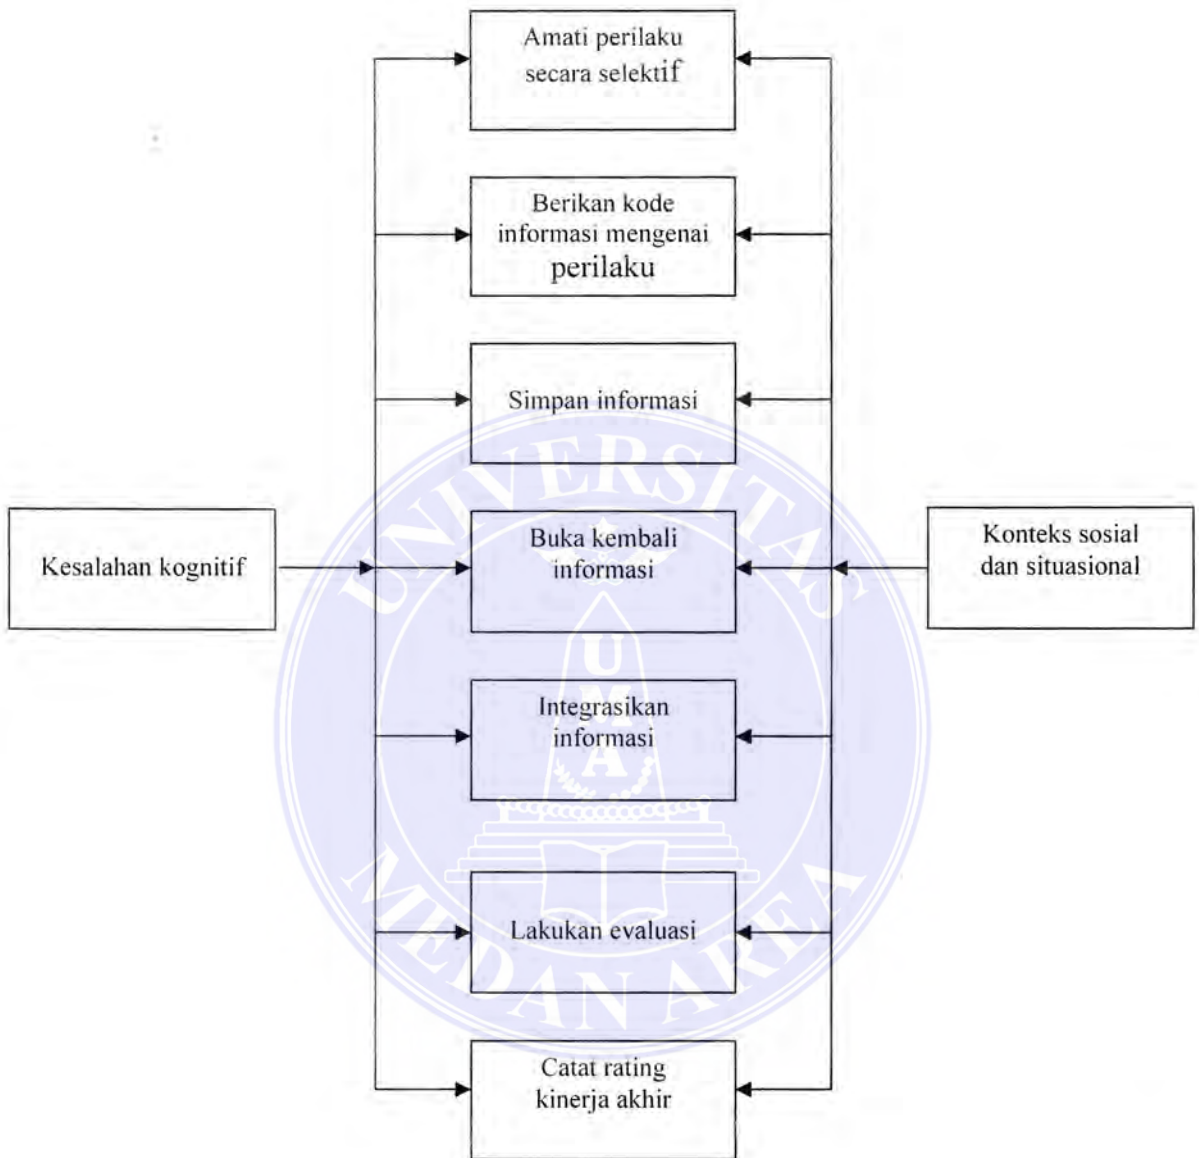 Amati perilaku
secara selektif
Berikan kode
informasi mengenai
perilaku
Simpan informasi
Kesalahan kognitif
Buka kembali
informasi
Konteks sosial
dan situasional
Integrasikan
informasi
Lakukan evaluasi
Catat rating
kinerja akhir
UNIVERSITAS
UMA
MEDAN AREA